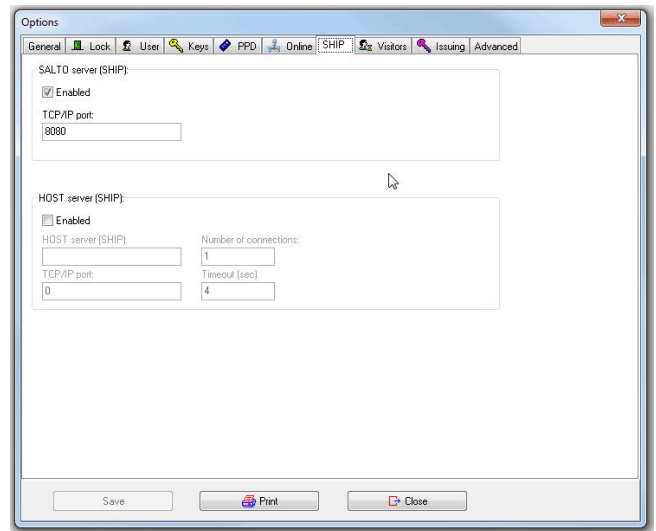 Options
General Lock User Keys PPD Online SHIP Visitors Issuing Advanced
SALTO server (SHIP):
Enabled
TCP/IP port:
8080
HOST server (SHIP):
Enabled
HOST server (SHIP): Number of connections:
1
TCP/IP port: Timeout (sec)
0 4
Save Print Close